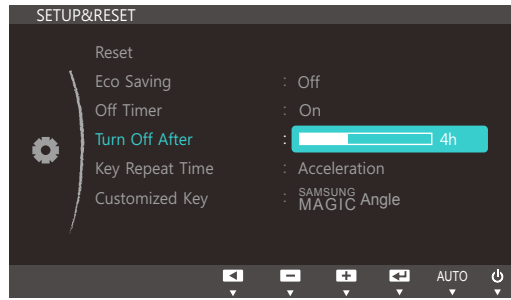 SETUP&RESET
Reset
Eco Saving : Off
Off Timer : On
Turn Off After : 4h
Key Repeat Time : Acceleration
Customized Key : SAMSUNG MAGIC Angle
AUTO